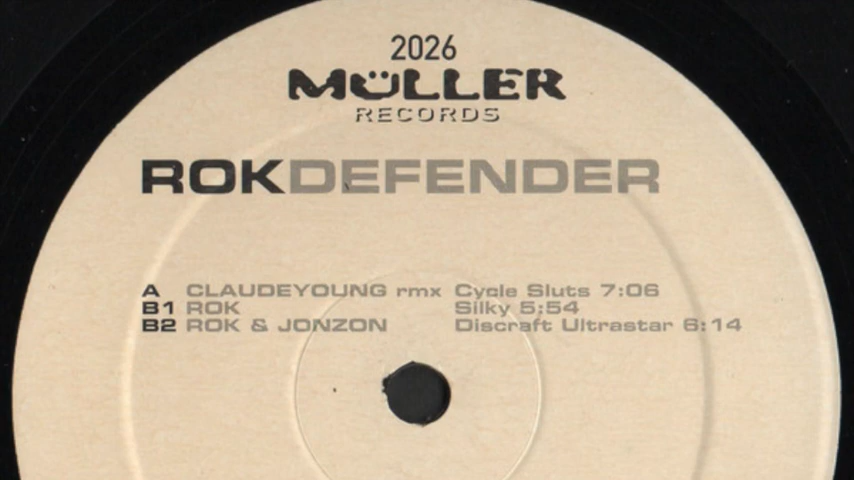 2026
MÜLLER
RECORDS
ROKDEFENDER
A CLAUDEYOUNG rmx Cycle Sluts 7:06
B1 ROK Silky 5:54
B2 ROK & JONZON Discraft Ultrastar 6:14